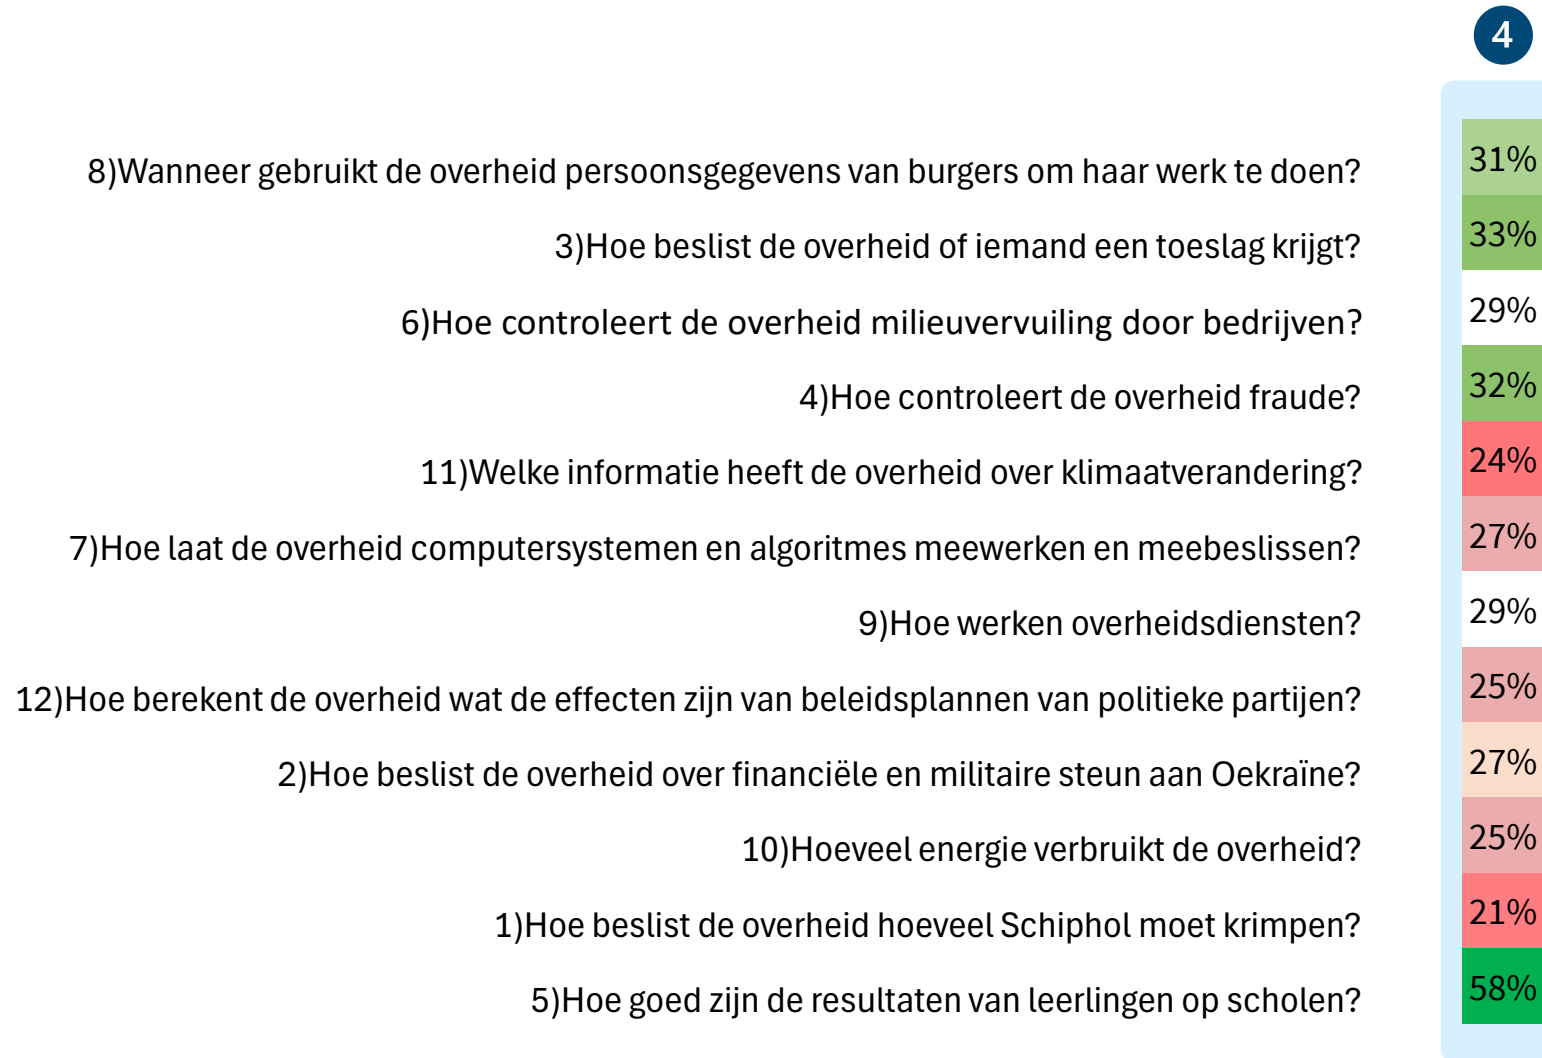 4
8)Wanneer gebruikt de overheid persoonsgegevens van burgers om haar werk te doen? 31%
3)Hoe beslist de overheid of iemand een toeslag krijgt? 33%
6)Hoe controleert de overheid milieuvervuiling door bedrijven? 29%
4)Hoe controleert de overheid fraude? 32%
11)Welke informatie heeft de overheid over klimaatverandering? 24%
7)Hoe laat de overheid computersystemen en algoritmes meewerken en meebeslissen? 27%
9)Hoe werken overheidsdiensten? 29%
12)Hoe berekent de overheid wat de effecten zijn van beleidsplannen van politieke partijen? 25%
2)Hoe beslist de overheid over financiële en militaire steun aan Oekraïne? 27%
10)Hoeveel energie verbruikt de overheid? 25%
1)Hoe beslist de overheid hoeveel Schiphol moet krimpen? 21%
5)Hoe goed zijn de resultaten van leerlingen op scholen? 58%